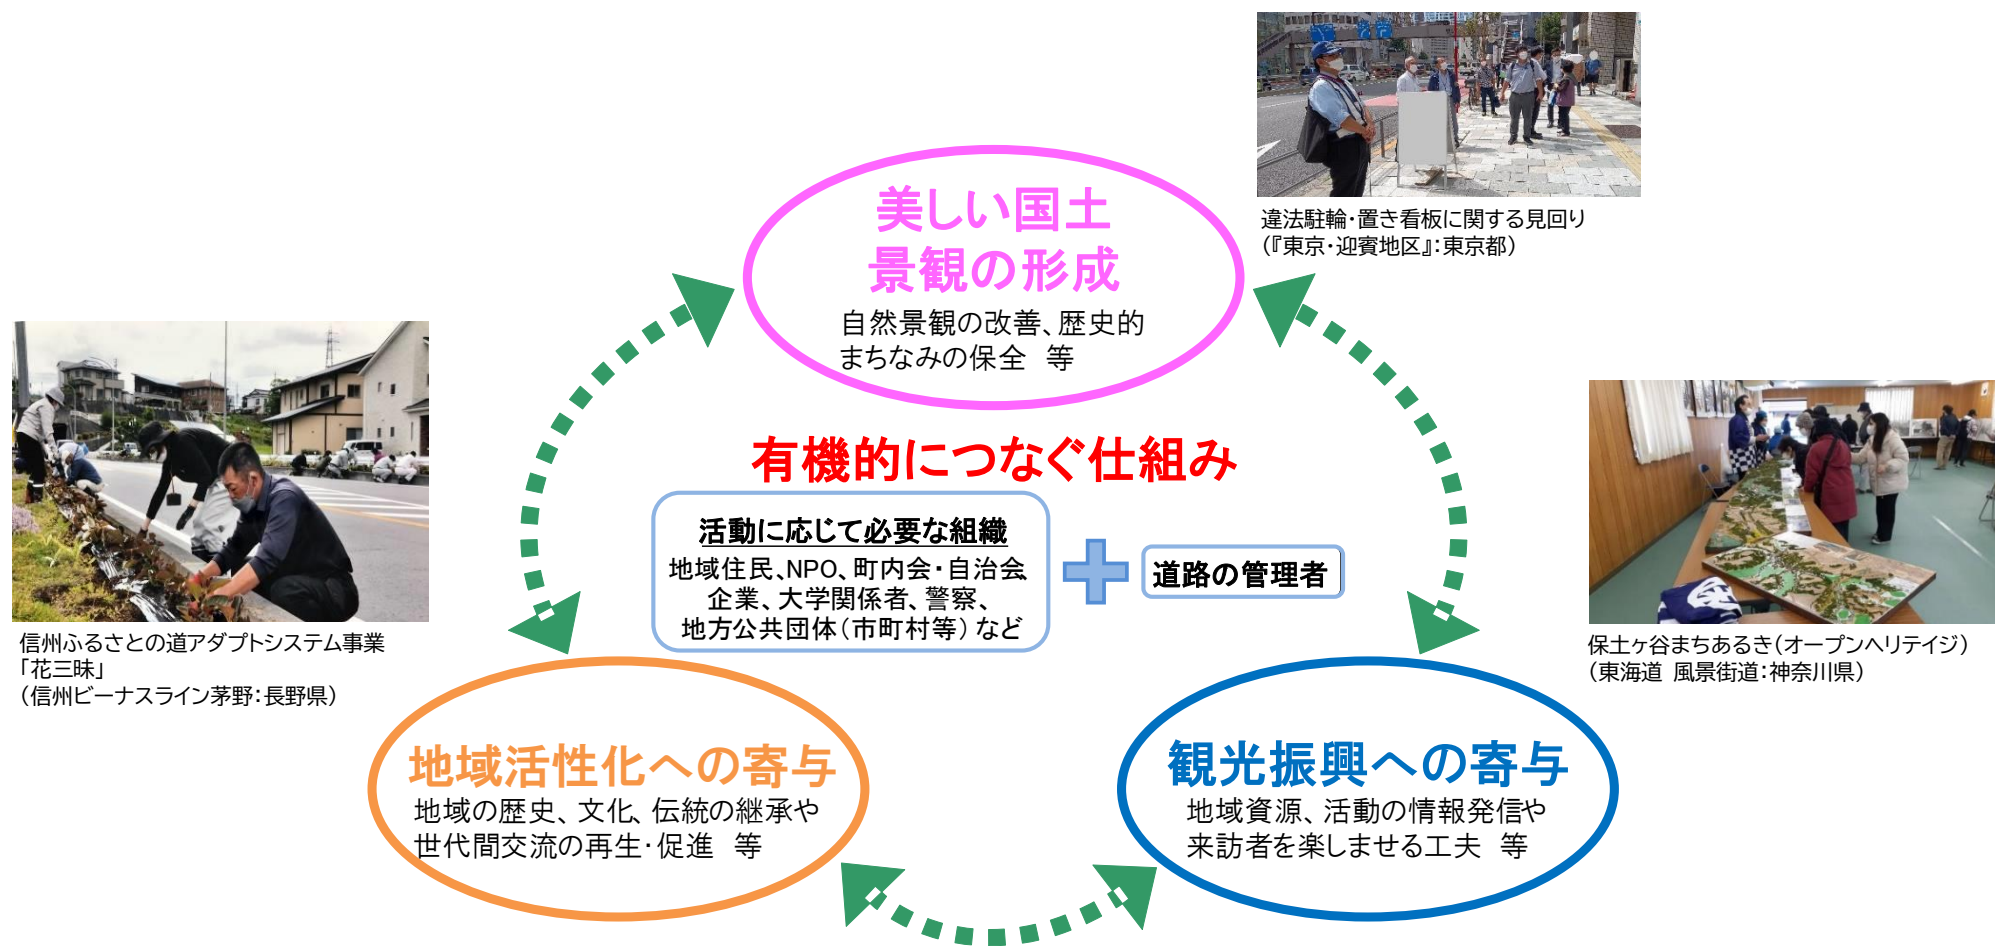 違法駐輪・置き看板に関する見回り
（『東京・迎賓地区』：東京都）
美しい国土
景観の形成
自然景観の改善、歴史的
まちなみの保全　等
有機的につなぐ仕組み
活動に応じて必要な組織
地域住民、NPO、町内会・自治会
企業、大学関係者、警察、
地方公共団体（市町村等）など
道路の管理者
信州ふるさとの道アダプトシステム事業
「花三昧」
（信州ビーナスライン茅野：長野県）
保土ヶ谷まちあるき（オープンヘリテイジ）
（東海道 風景街道：神奈川県）
地域活性化への寄与
地域の歴史、文化、伝統の継承や
世代間交流の再生・促進　等
観光振興への寄与
地域資源、活動の情報発信や
来訪者を楽しませる工夫　等